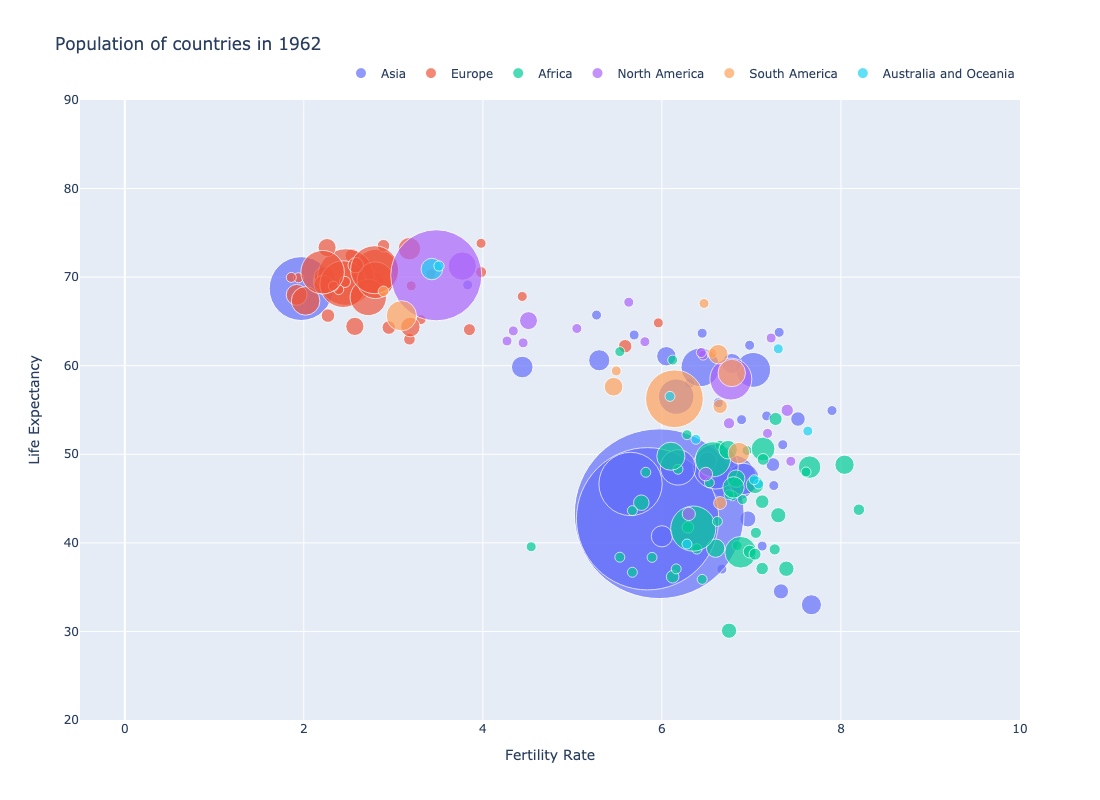 Population of countries in 1962
Asia Europe Africa North America South America Australia and Oceania
90
80
70
60
50
40
30
20
Life Expectancy
0 2 4 6 8 10
Fertility Rate